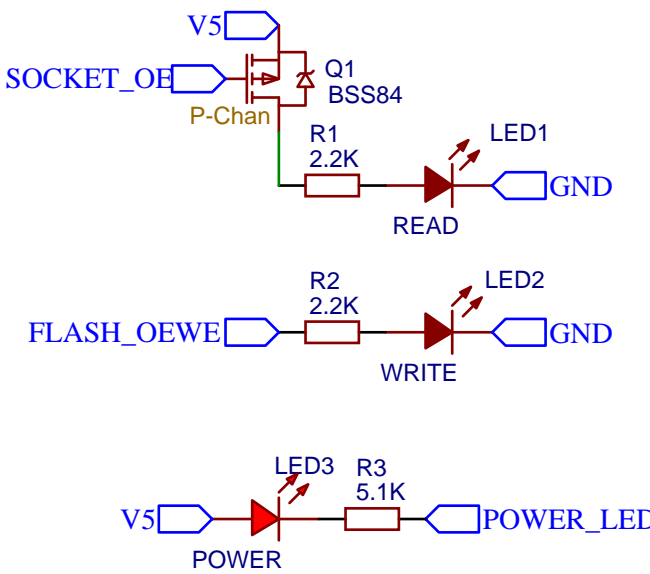 V5
SOCKET_OE
Q1
BSS84
P-Chan
R1
2.2K
LED1
GND
READ
R2
2.2K
LED2
FLASH_OEWE
GND
WRITE
LED3
R3
5.1K
V5
POWER_LED
POWER